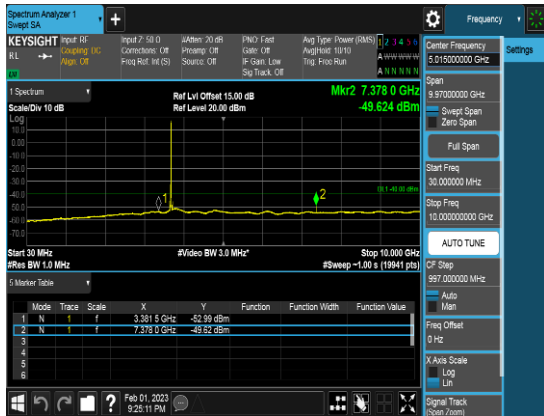 Spectrum Analyzer 1
Swept SA
+
Frequency
KEYSIGHT
RL
Input: RF
Coupling: DC
Align: Off
Input Z: 50 Ω
Corrections: Off
Freq Ref: Int (S)
#Atten: 20 dB
Preamp: Off
Source: Off
PNO: Fast
Gate: Off
IF Gain: Low
Sig Track: Off
Avg Type: Power (RMS)
Avg|Hold: 10/10
Trig: Free Run
1 2 3 4 5 6
A W W W W W
A N N N N N
1 Spectrum
Scale/Div 10 dB
Ref Lvl Offset 15.00 dB
Ref Level 20.00 dBm
Mkr2 7.378 0 GHz
-49.624 dBm
Log
10.0
0.00
-10.0
-20.0
-30.0
-40.0
-50.0
-60.0
-70.0
1
2
DL1 -40.00 dBm
Start 30 MHz
#Res BW 1.0 MHz
#Video BW 3.0 MHz*
Stop 10.000 GHz
#Sweep ~1.00 s (19941 pts)
5 Marker Table
Mode Trace Scale X Y Function Function Width Function Value
1 N 1 f 3.381 5 GHz -52.99 dBm
2 N 1 f 7.378 0 GHz -49.62 dBm
3
4
5
6
Feb 01, 2023
9:25:11 PM
Center Frequency
5.015000000 GHz
Settings
Span
9.97000000 GHz
Swept Span
Zero Span
Full Span
Start Freq
30.000000 MHz
Stop Freq
10.000000000 GHz
AUTO TUNE
CF Step
997.000000 MHz
Auto
Man
Freq Offset
0 Hz
X Axis Scale
Log
Lin
Signal Track
(Span Zoom)